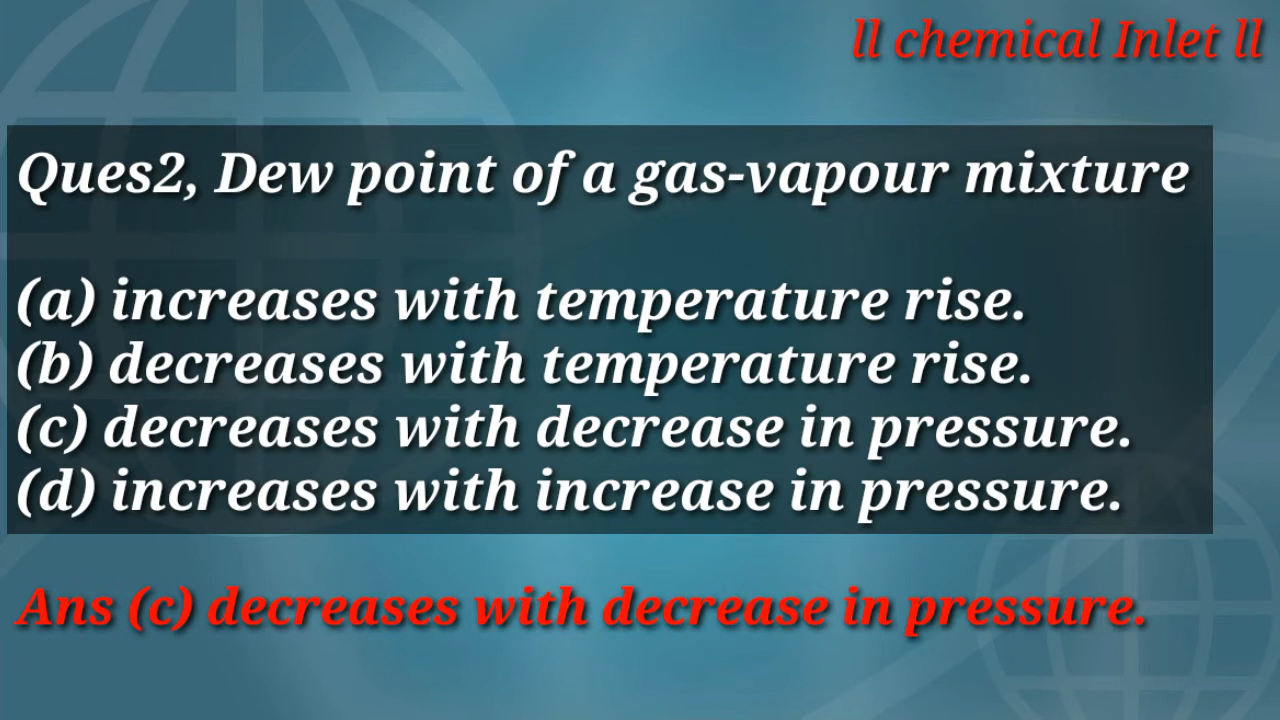 ll chemical Inlet ll
Ques2, Dew point of a gas-vapour mixture
(a) increases with temperature rise.
(b) decreases with temperature rise.
(c) decreases with decrease in pressure.
(d) increases with increase in pressure.
Ans (c) decreases with decrease in pressure.